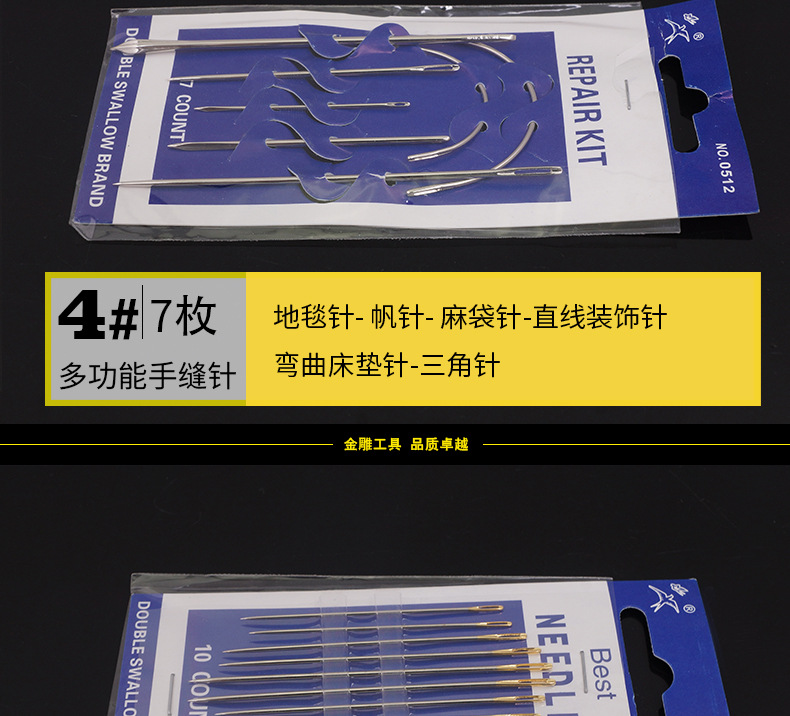 DOUBLE SWALLOW BRAND
7 COUNT
REPAIR KIT
®
NO.0512
4# 7枚
多功能手缝针
地毯针- 帆针- 麻袋针-直线装饰针
弯曲床垫针-三角针
金雕工具 品质卓越
DOUBLE SWALLO
10 COUN
NEEDL
Best
®